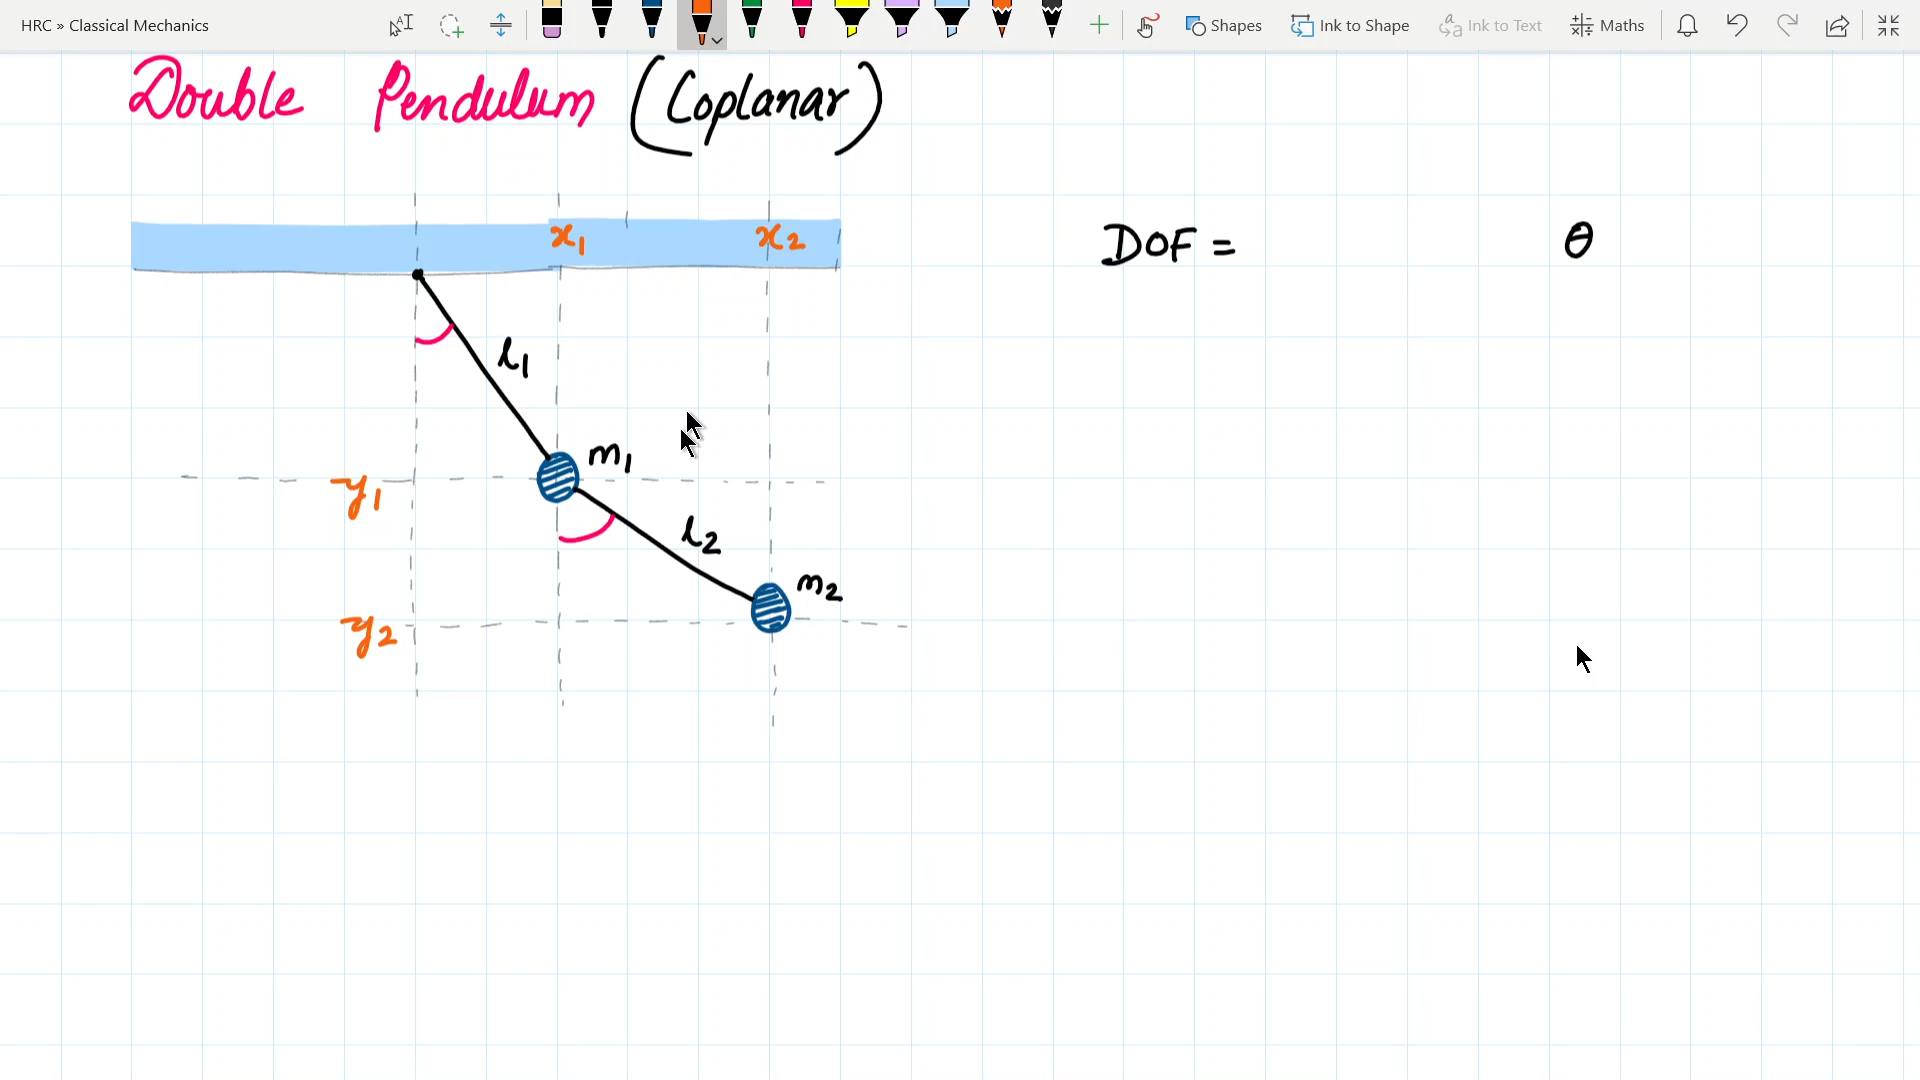 HRC » Classical Mechanics
Shapes
Ink to Shape
Ink to Text
Maths
Double Pendulum (Coplanar)
x₁ x₂
DOF = θ
l₁
m₁
-y₁
l₂
m₂
-y₂